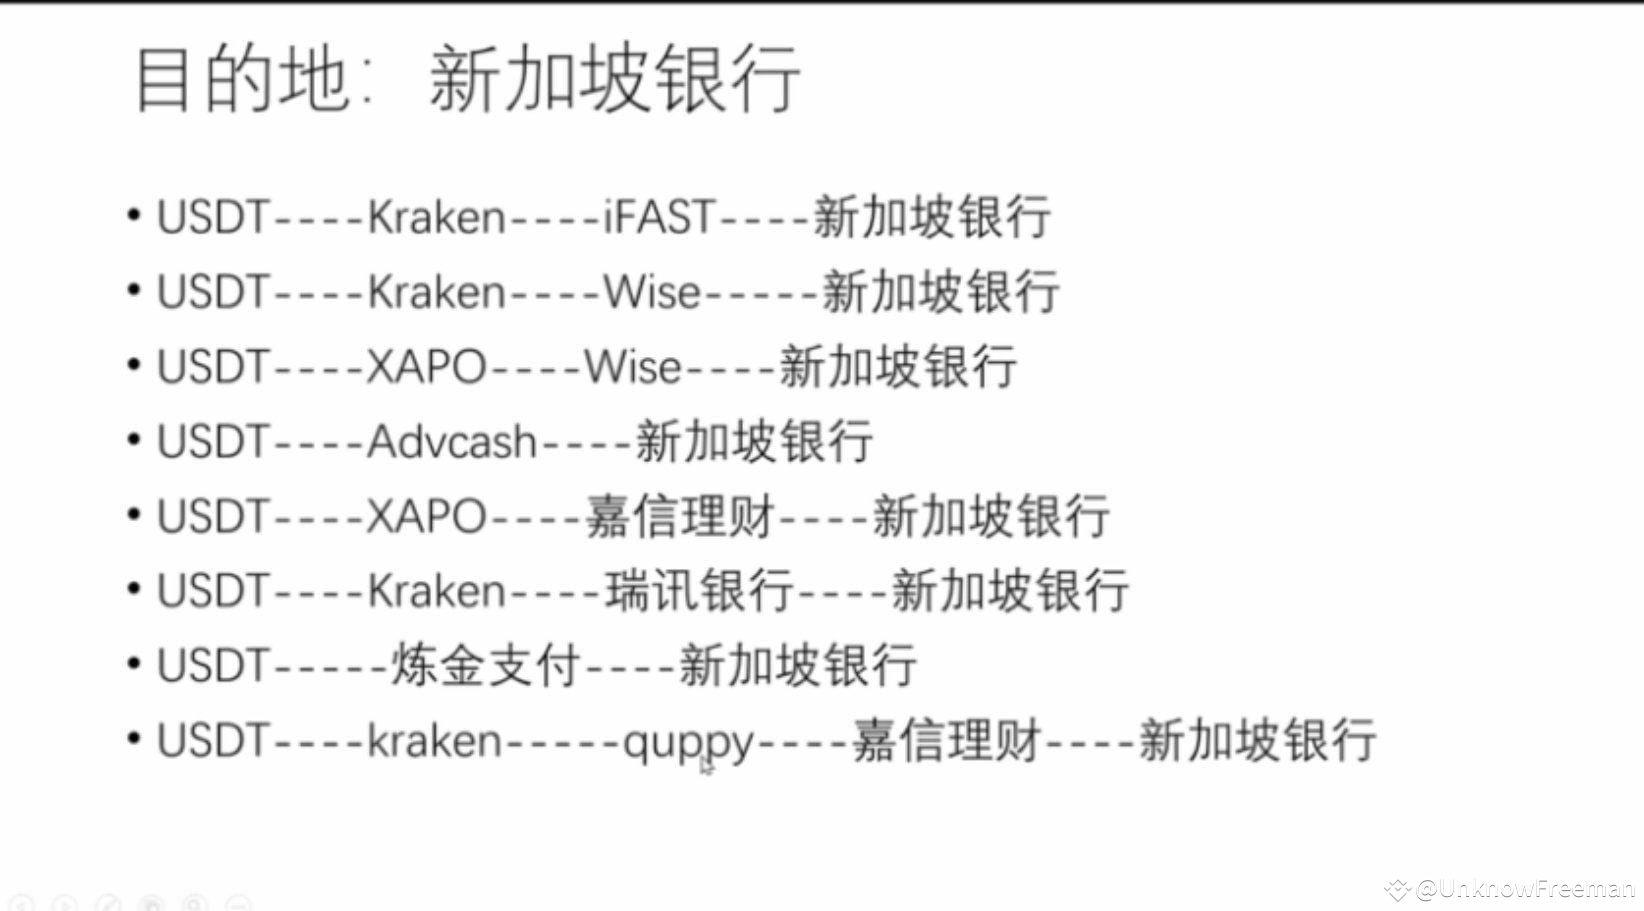 目的地：新加坡银行
• USDT----Kraken----iFAST----新加坡银行
• USDT----Kraken----Wise-----新加坡银行
• USDT----XAPO----Wise----新加坡银行
• USDT----Advcash----新加坡银行
• USDT----XAPO----嘉信理财----新加坡银行
• USDT----Kraken----瑞讯银行----新加坡银行
• USDT-----炼金支付----新加坡银行
• USDT----kraken-----quppy----嘉信理财----新加坡银行
@UnknowFreeman